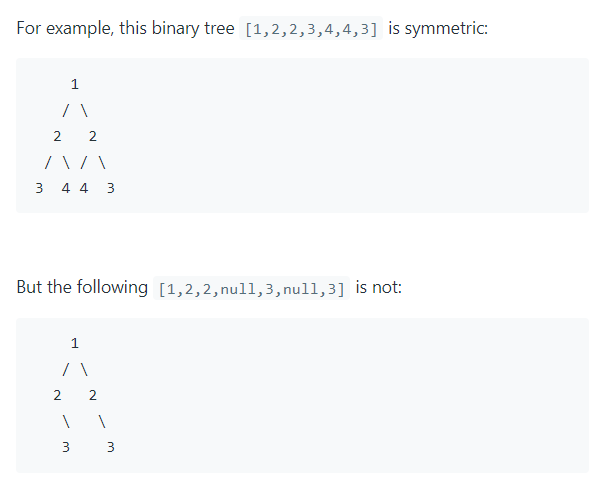 For example, this binary tree [1,2,2,3,4,4,3] is symmetric:
    1
   / \
  2   2
 / \ / \
3  4 4  3
But the following [1,2,2,null,3,null,3] is not:
    1
   / \
  2   2
   \   \
   3    3